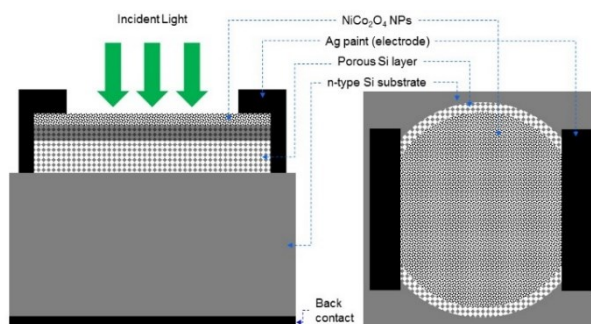 Incident Light
NiCo2O4 NPs
Ag paint (electrode)
Porous Si layer
n-type Si substrate
Back
contact